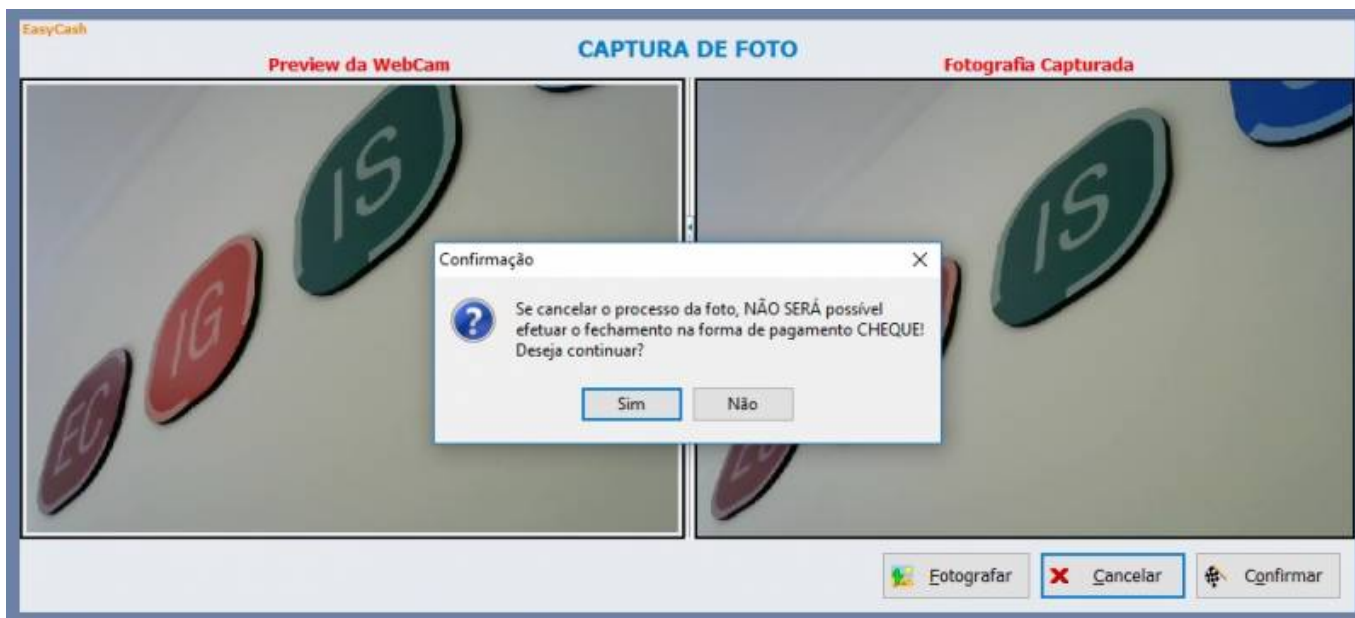 EasyCash
CAPTURA DE FOTO
Preview da WebCam
Fotografia Capturada
IS
IG
EC
IS
Confirmação
Se cancelar o processo da foto, NÃO SERÁ possível
efetuar o fechamento na forma de pagamento CHEQUE!
Deseja continuar?
Sim
Não
Fotografar
Cancelar
Confirmar